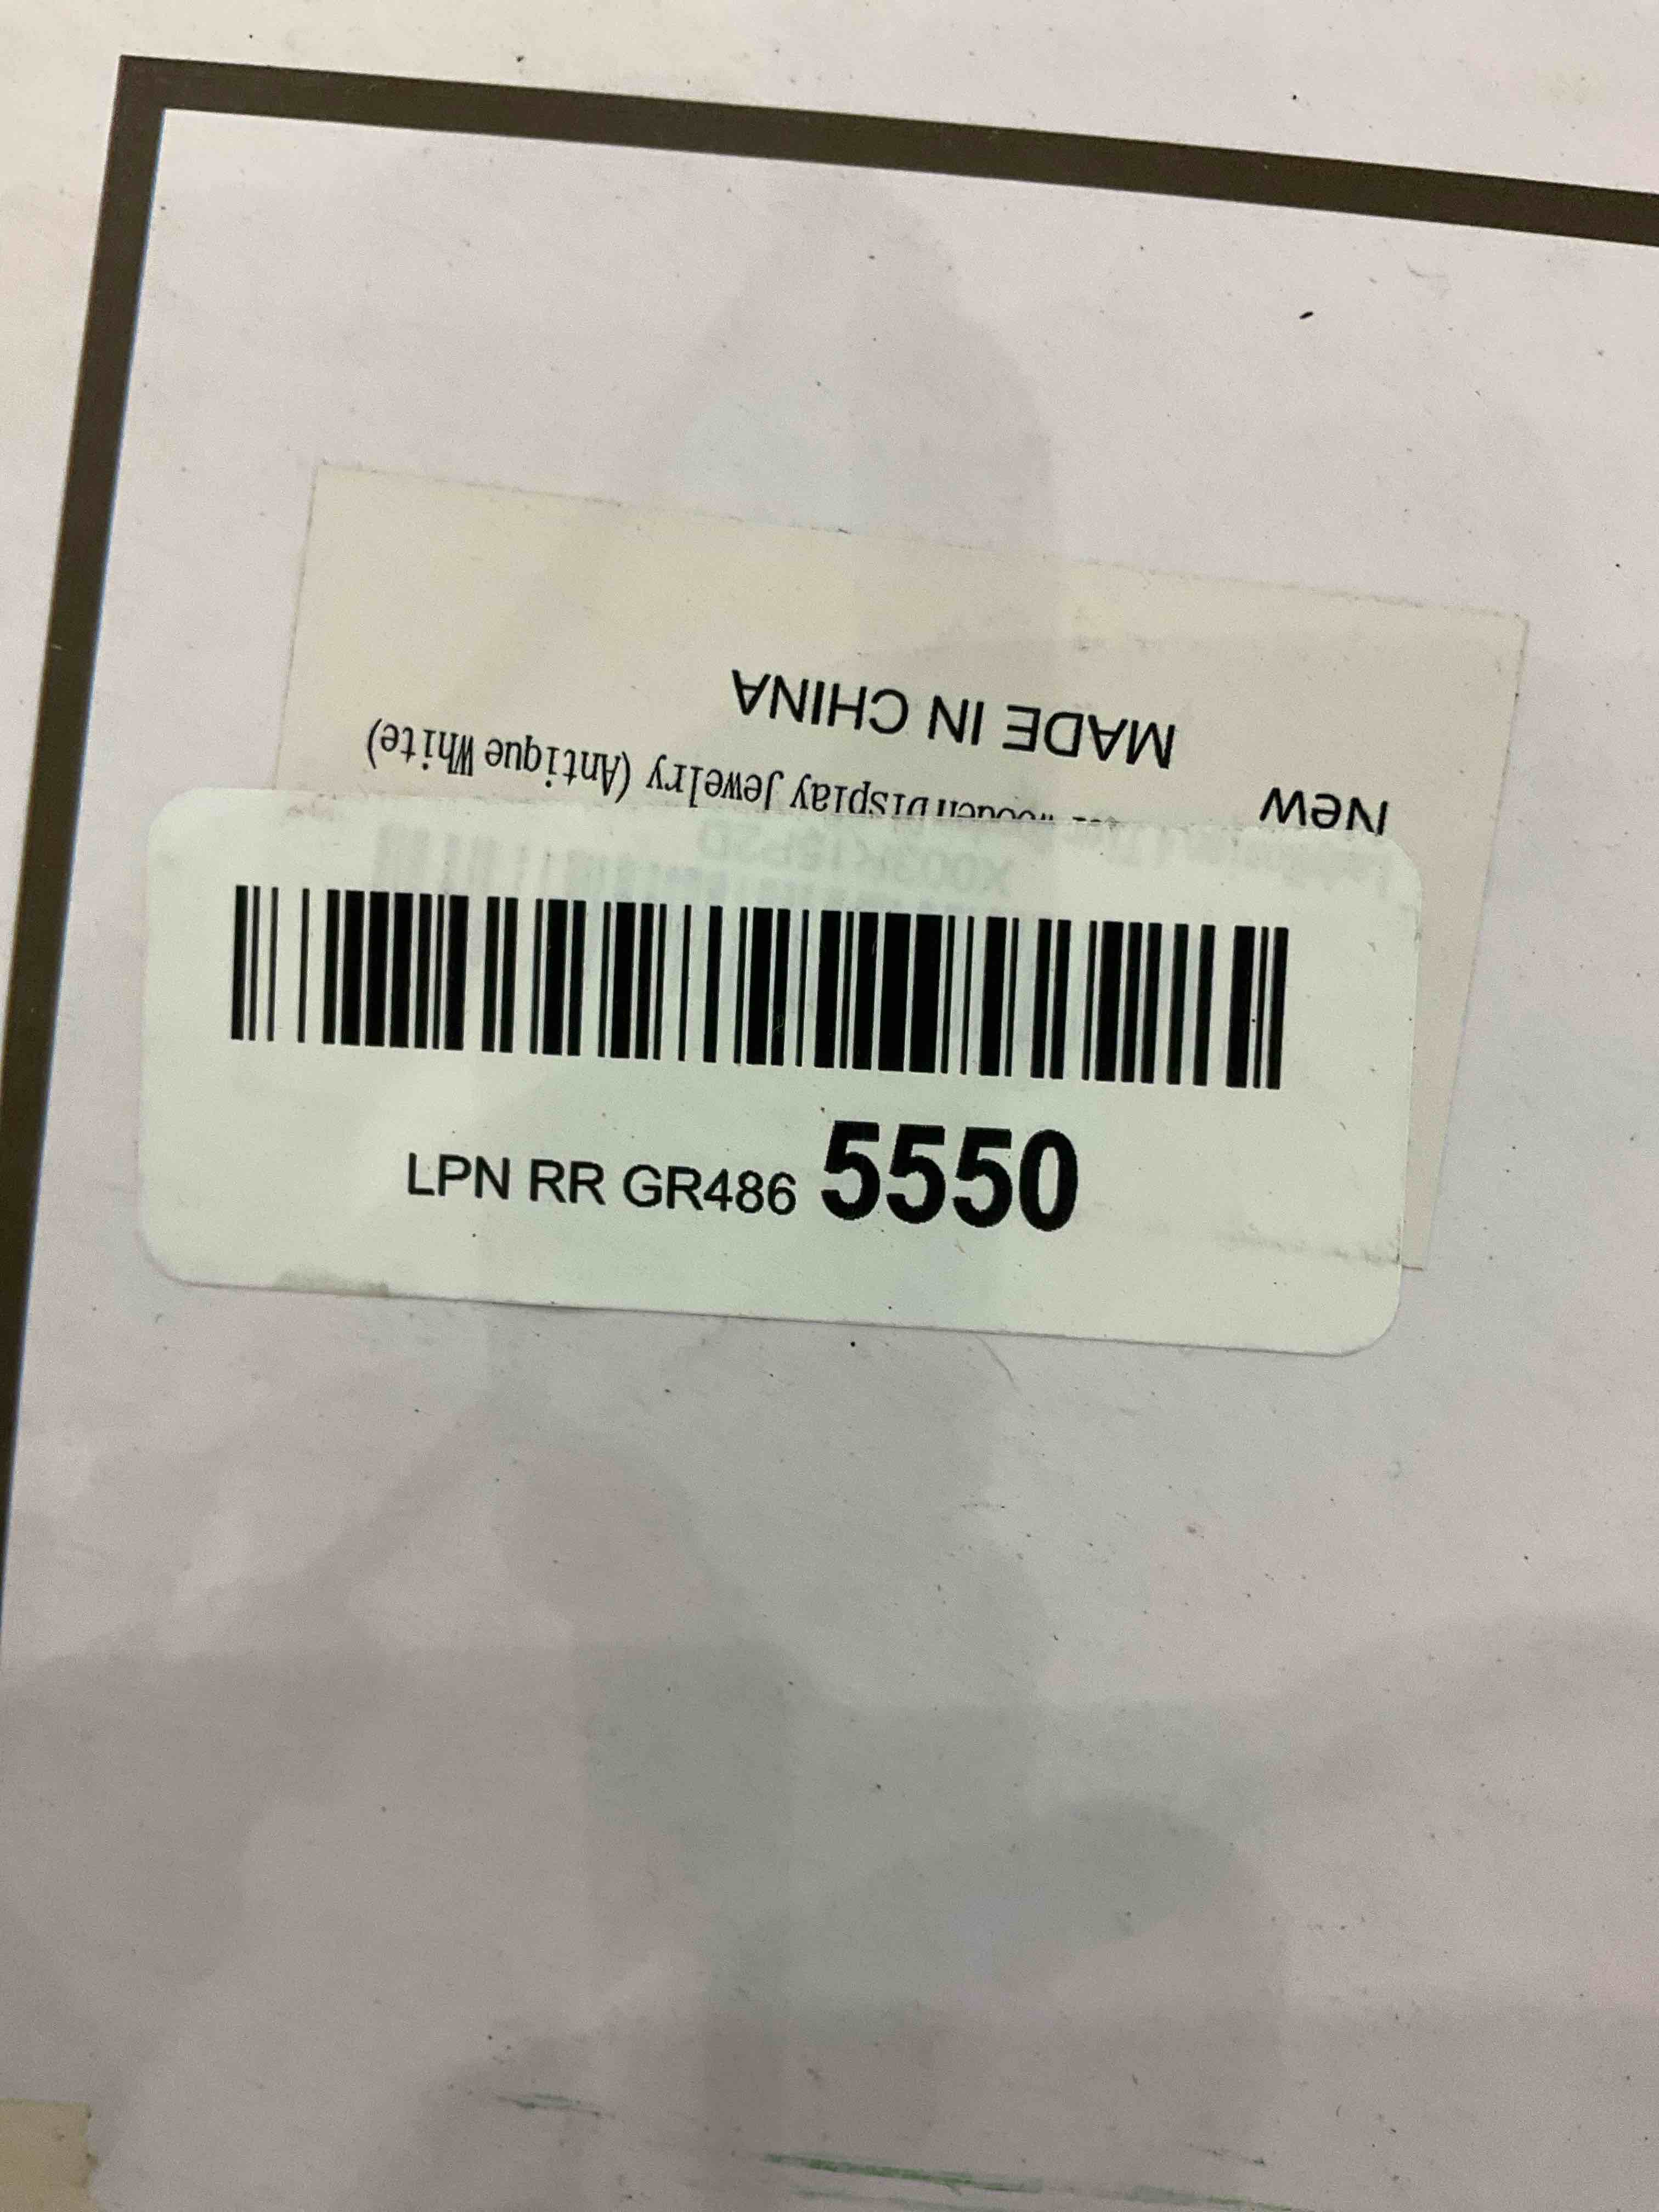 MADE IN CHINA
New
Display Jewelry (Antique White)
LPN RR GR486 5550